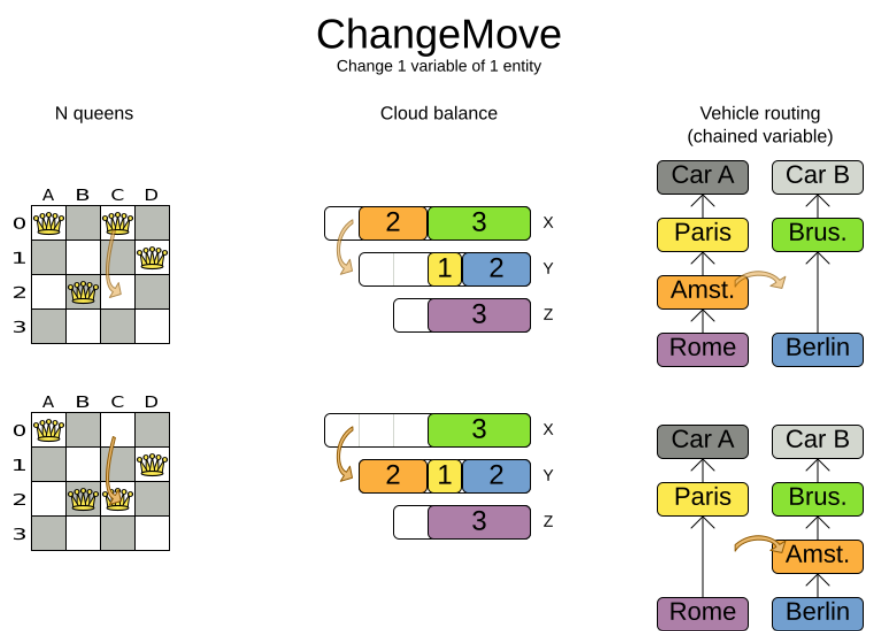 ChangeMove
Change 1 variable of 1 entity
N queens
Cloud balance
Vehicle routing
(chained variable)
A B C D
0
1
2
3
2 3 X
1 2 Y
3 Z
Car A Car B
Paris Brus.
Amst.
Rome Berlin
A B C D
0
1
2
3
3 X
2 1 2 Y
3 Z
Car A Car B
Paris Brus.
Amst.
Rome Berlin